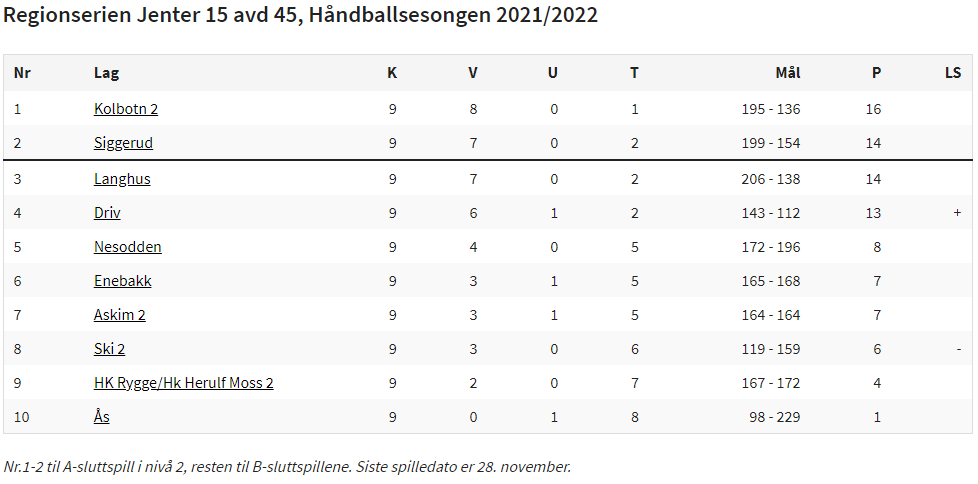 Regionserien Jenter 15 avd 45, Håndballsesongen 2021/2022
Nr Lag K V U T Mål P LS
1 Kolbotn 2 9 8 0 1 195 - 136 16
2 Siggerud 9 7 0 2 199 - 154 14
3 Langhus 9 7 0 2 206 - 138 14
4 Driv 9 6 1 2 143 - 112 13 +
5 Nesodden 9 4 0 5 172 - 196 8
6 Enebakk 9 3 1 5 165 - 168 7
7 Askim 2 9 3 1 5 164 - 164 7
8 Ski 2 9 3 0 6 119 - 159 6 -
9 HK Rygge/Hk Herulf Moss 2 9 2 0 7 167 - 172 4
10 Ås 9 0 1 8 98 - 229 1
Nr.1-2 til A-sluttspill i nivå 2, resten til B-sluttspillene. Siste spilledato er 28. november.